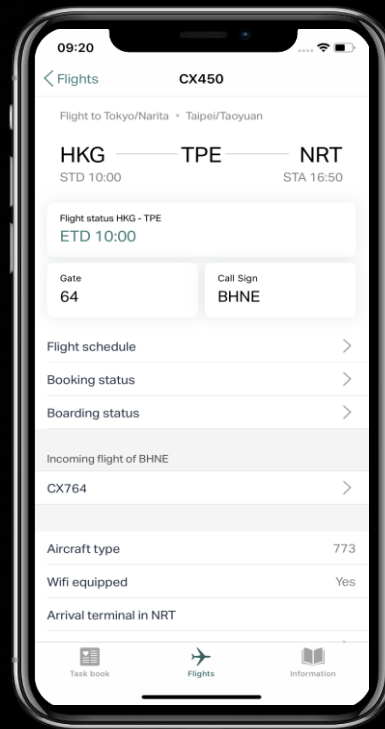 09:20
Flights CX450
Flight to Tokyo/Narita • Taipei/Taoyuan
HKG TPE NRT
STD 10:00 STA 16:50
Flight status HKG - TPE
ETD 10:00
Gate Call Sign
64 BHNE
Flight schedule
Booking status
Boarding status
Incoming flight of BHNE
CX764
Aircraft type 773
Wifi equipped Yes
Arrival terminal in NRT
Task book Flights Information